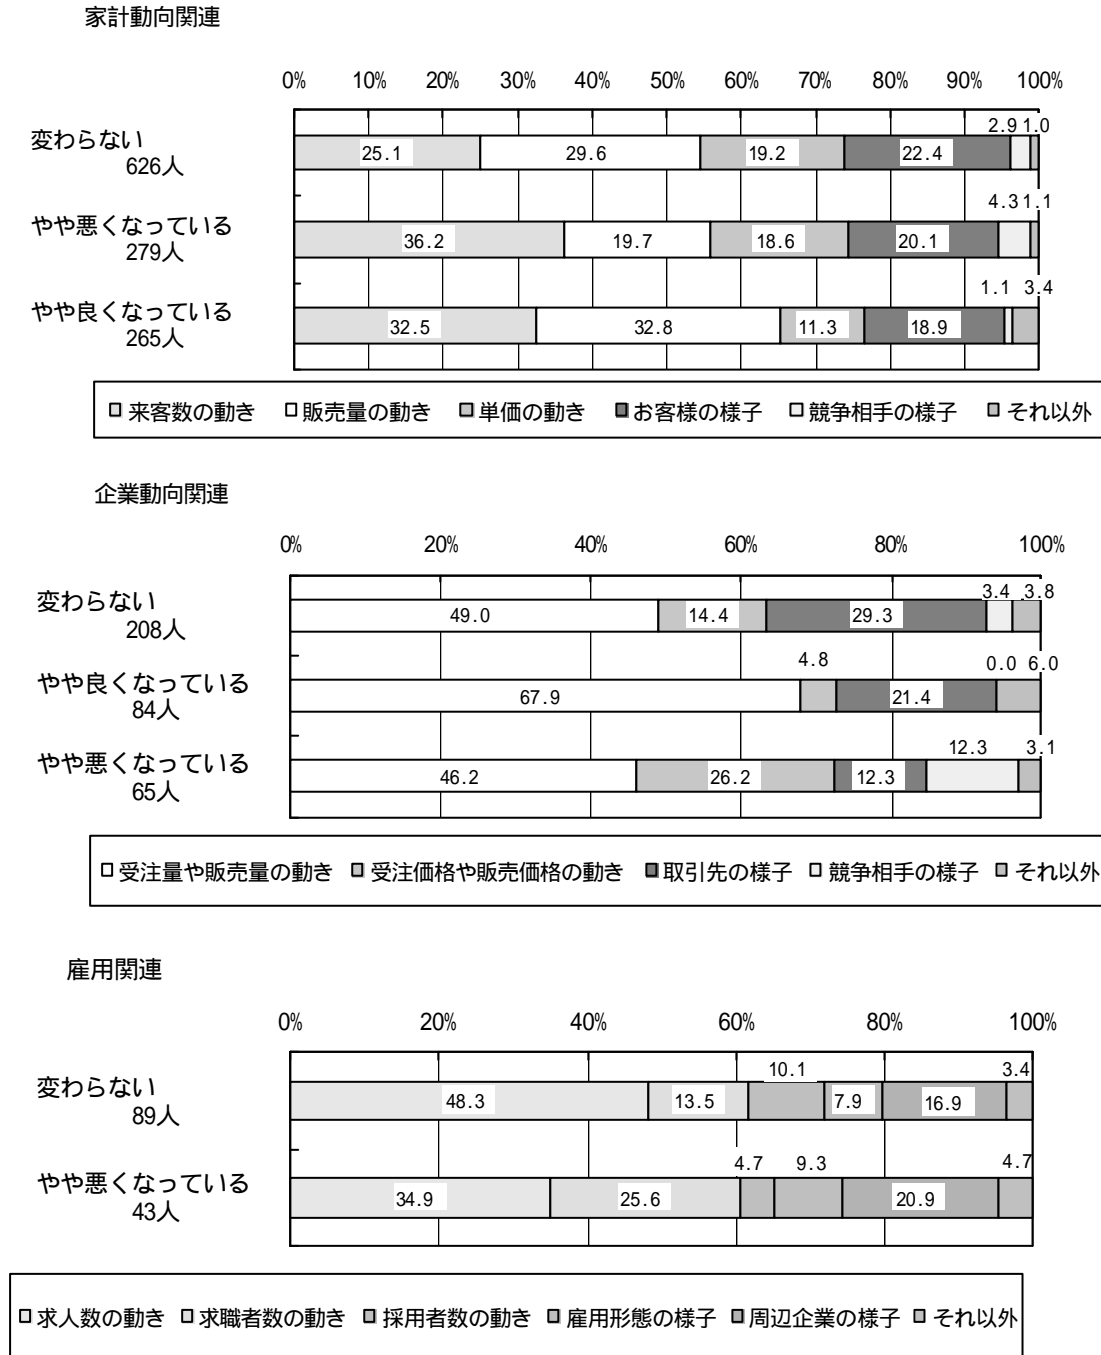 家計動向関連
0% 10% 20% 30% 40% 50% 60% 70% 80% 90% 100%
2.9 1.0
変わらない
626人
25.1 29.6 19.2 22.4
4.3 1.1
やや悪くなっている
279人
36.2 19.7 18.6 20.1
1.1 3.4
やや良くなっている
265人
32.5 32.8 11.3 18.9
来客数の動き 販売量の動き 単価の動き お客様の様子 競争相手の様子 それ以外
企業動向関連
0% 20% 40% 60% 80% 100%
3.4 3.8
変わらない
208人
49.0 14.4 29.3
4.8 0.0 6.0
やや良くなっている
84人
67.9 21.4
12.3 3.1
やや悪くなっている
65人
46.2 26.2 12.3
受注量や販売量の動き 受注価格や販売価格の動き 取引先の様子 競争相手の様子 それ以外
雇用関連
0% 20% 40% 60% 80% 100%
10.1 3.4
変わらない
89人
48.3 13.5 7.9 16.9
4.7 9.3 4.7
やや悪くなっている
43人
34.9 25.6 20.9
求人数の動き 求職者数の動き 採用者数の動き 雇用形態の様子 周辺企業の様子 それ以外